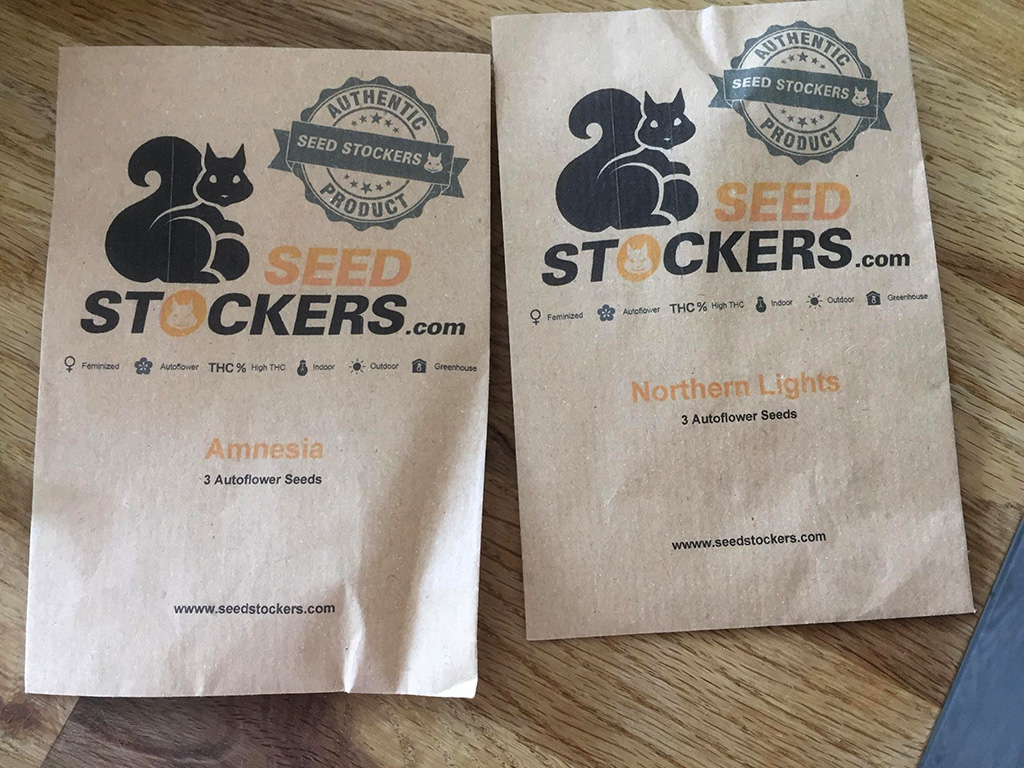 AUTHENTIC
SEED STOCKERS
PRODUCT
SEED
STOCKERS.com
Feminized Autoflower THC% High THC Indoor Outdoor 8 Greenhouse
Amnesia
3 Autoflower Seeds
www.seedstockers.com
AUTHENTIC
SEED STOCKERS
PRODUCT
SEED
STOCKERS.com
Feminized Autoflower THC% High THC Indoor Outdoor 8 Greenhouse
Northern Lights
3 Autoflower Seeds
www.seedstockers.com